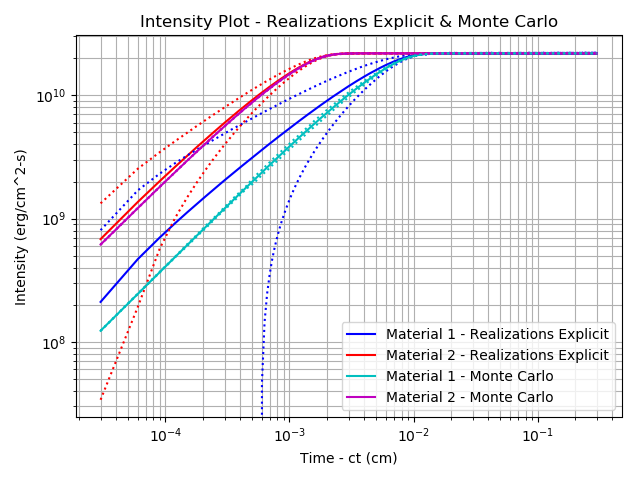 Intensity Plot - Realizations Explicit & Monte Carlo
Intensity (erg/cm^2-s)
10^10
10^9
10^8
Material 1 - Realizations Explicit
Material 2 - Realizations Explicit
Material 1 - Monte Carlo
Material 2 - Monte Carlo
10^-4 10^-3 10^-2 10^-1
Time - ct (cm)